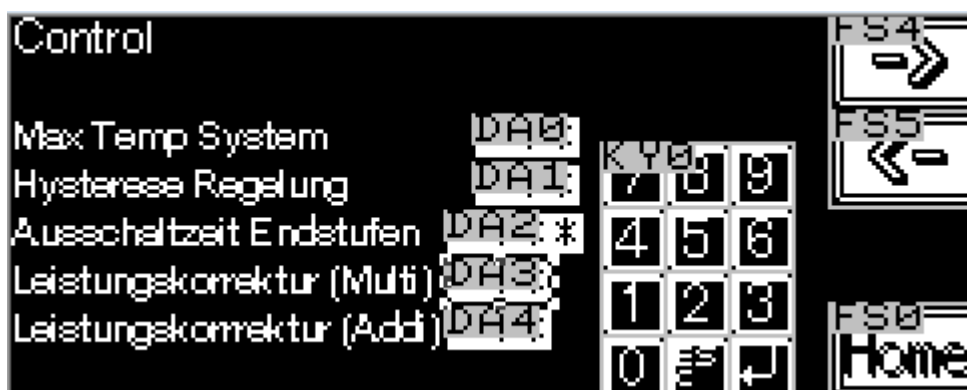 Control
FS4
Max Temp System DA0
FS5
Hysterese Regelung DA1
KY0
7 8 9
Ausschaltzeit Endstufen DA2 *
4 5 6
Leistungskorrektur (Multi) DA3
1 2 3
Leistungskorrektur (Addi) DA4
FS0
Home
0